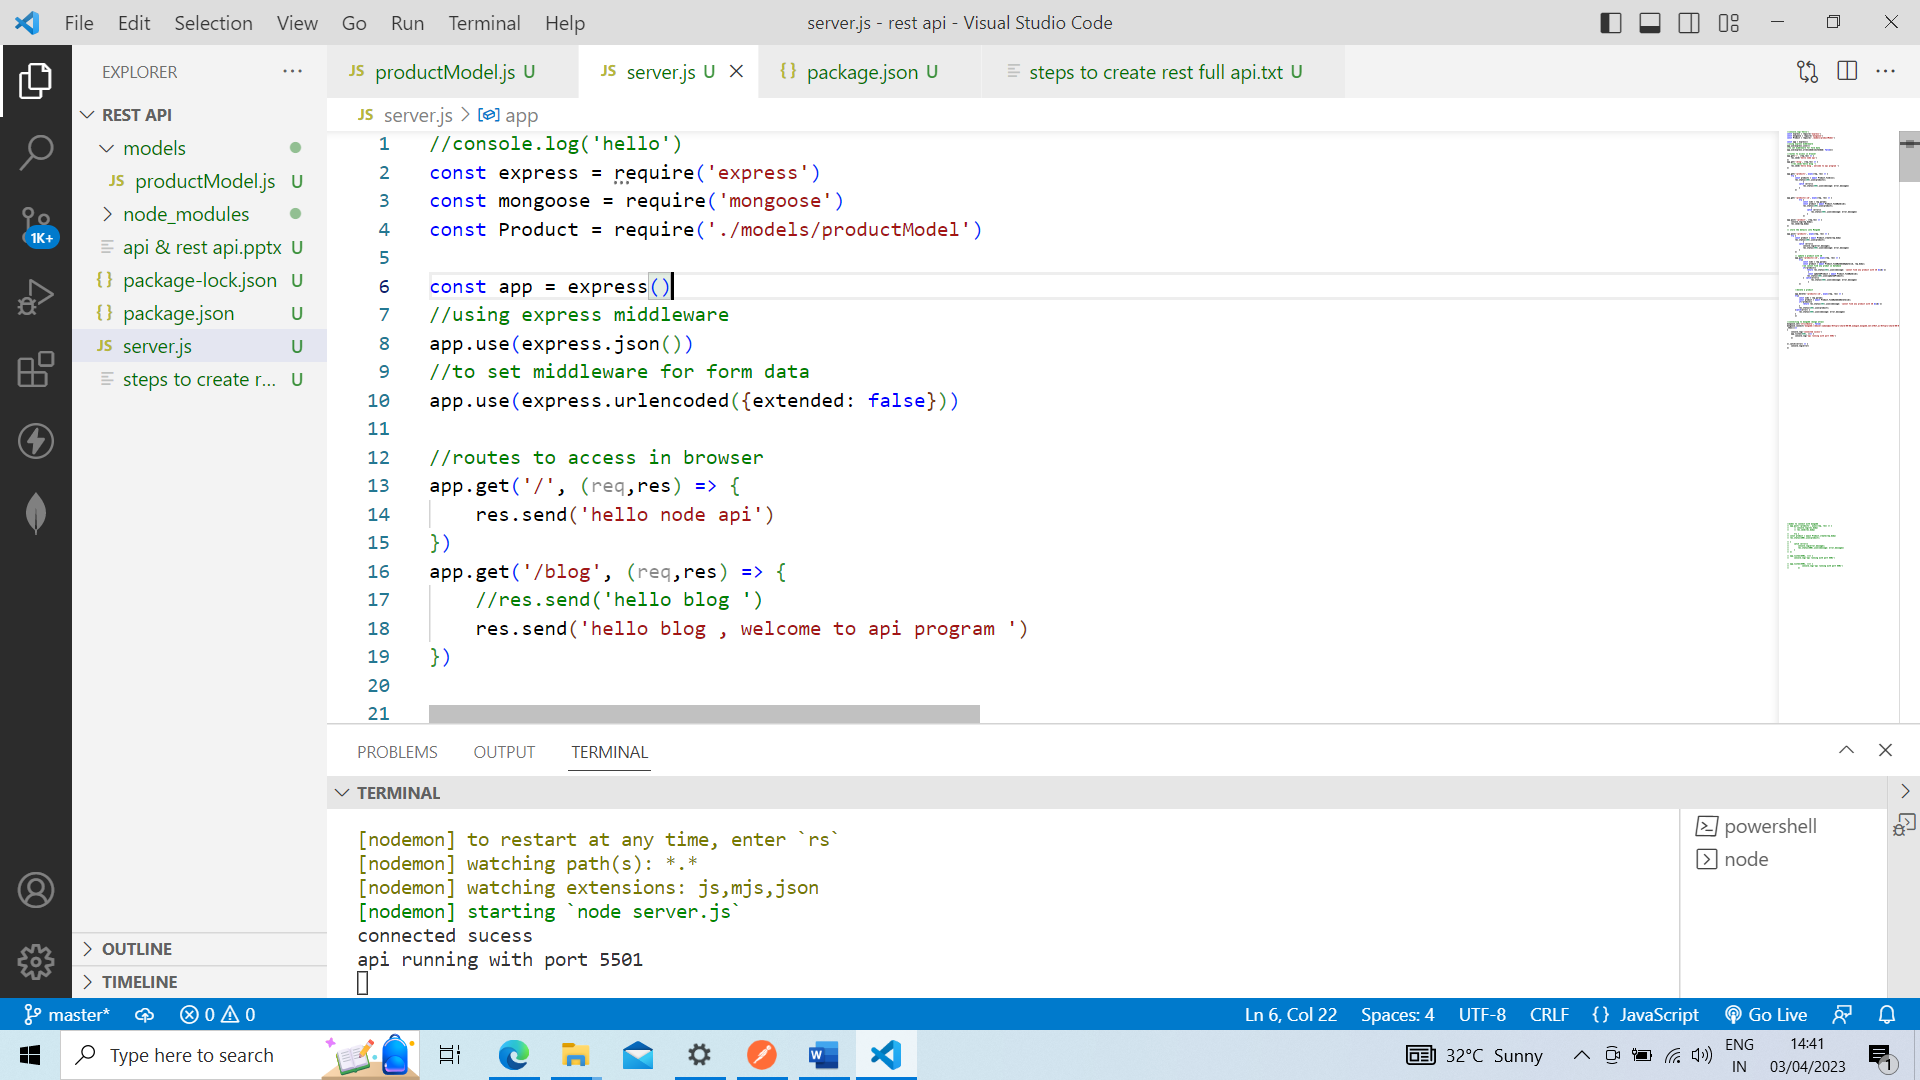 File Edit Selection View Go Run Terminal Help server.js - rest api - Visual Studio Code
EXPLORER
REST API
models
JS productModel.js U
node_modules
api & rest api.pptx U
{} package-lock.json U
{} package.json U
JS server.js U
steps to create r... U
OUTLINE
TIMELINE
1K+
JS productModel.js U JS server.js U {} package.json U steps to create rest full api.txt U
JS server.js > app
1 //console.log('hello')
2 const express = require('express')
3 const mongoose = require('mongoose')
4 const Product = require('./models/productModel')
5
6 const app = express()
7 //using express middleware
8 app.use(express.json())
9 //to set middleware for form data
10 app.use(express.urlencoded({extended: false}))
11
12 //routes to access in browser
13 app.get('/', (req,res) => {
14 res.send('hello node api')
15 })
16 app.get('/blog', (req,res) => {
17 //res.send('hello blog ')
18 res.send('hello blog , welcome to api program ')
19 })
20
21
PROBLEMS OUTPUT TERMINAL
TERMINAL
[nodemon] to restart at any time, enter `rs`
[nodemon] watching path(s): *.*
[nodemon] watching extensions: js,mjs,json
[nodemon] starting `node server.js`
connected sucess
api running with port 5501
powershell
node
master* 0 0 Ln 6, Col 22 Spaces: 4 UTF-8 CRLF {} JavaScript Go Live
Type here to search 32°C Sunny ENG IN 14:41 03/04/2023 1